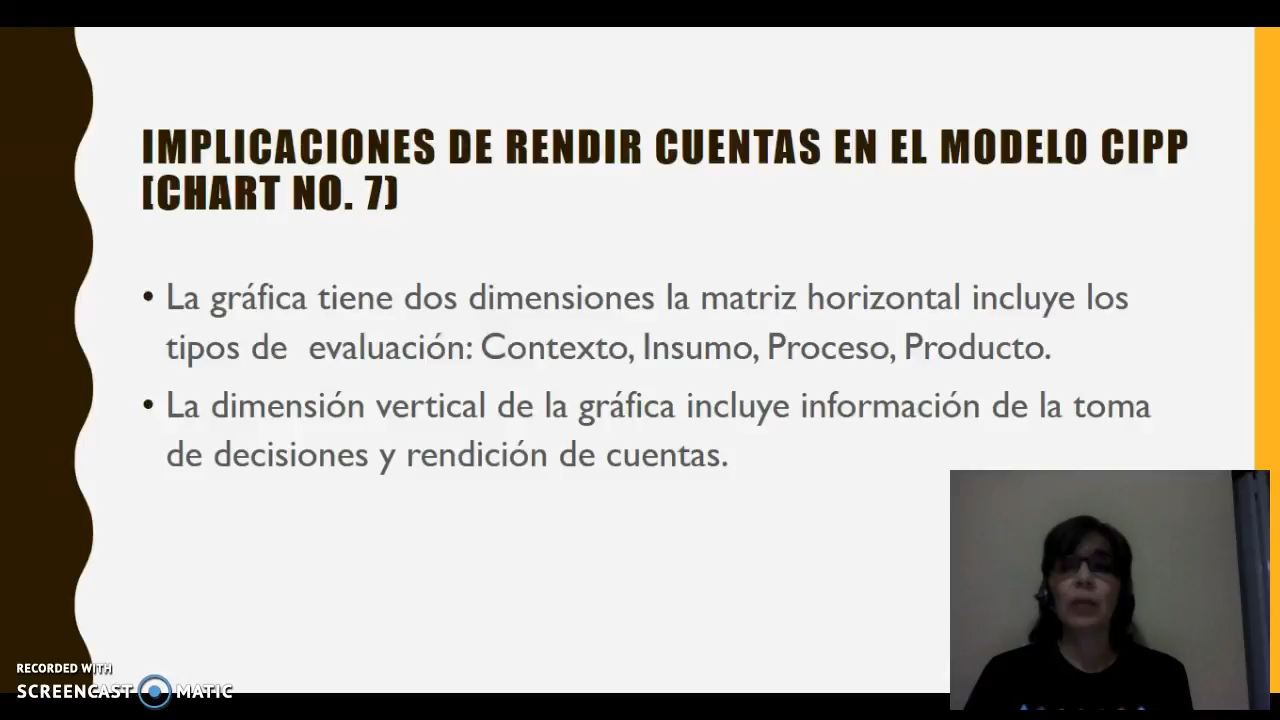 IMPLICACIONES DE RENDIR CUENTAS EN EL MODELO CIPP
[CHART NO. 7)
• La gráfica tiene dos dimensiones la matriz horizontal incluye los
tipos de  evaluación: Contexto, Insumo, Proceso, Producto.
• La dimensión vertical de la gráfica incluye información de la toma
de decisiones y rendición de cuentas.
RECORDED WITH
SCREENCAST MATIC